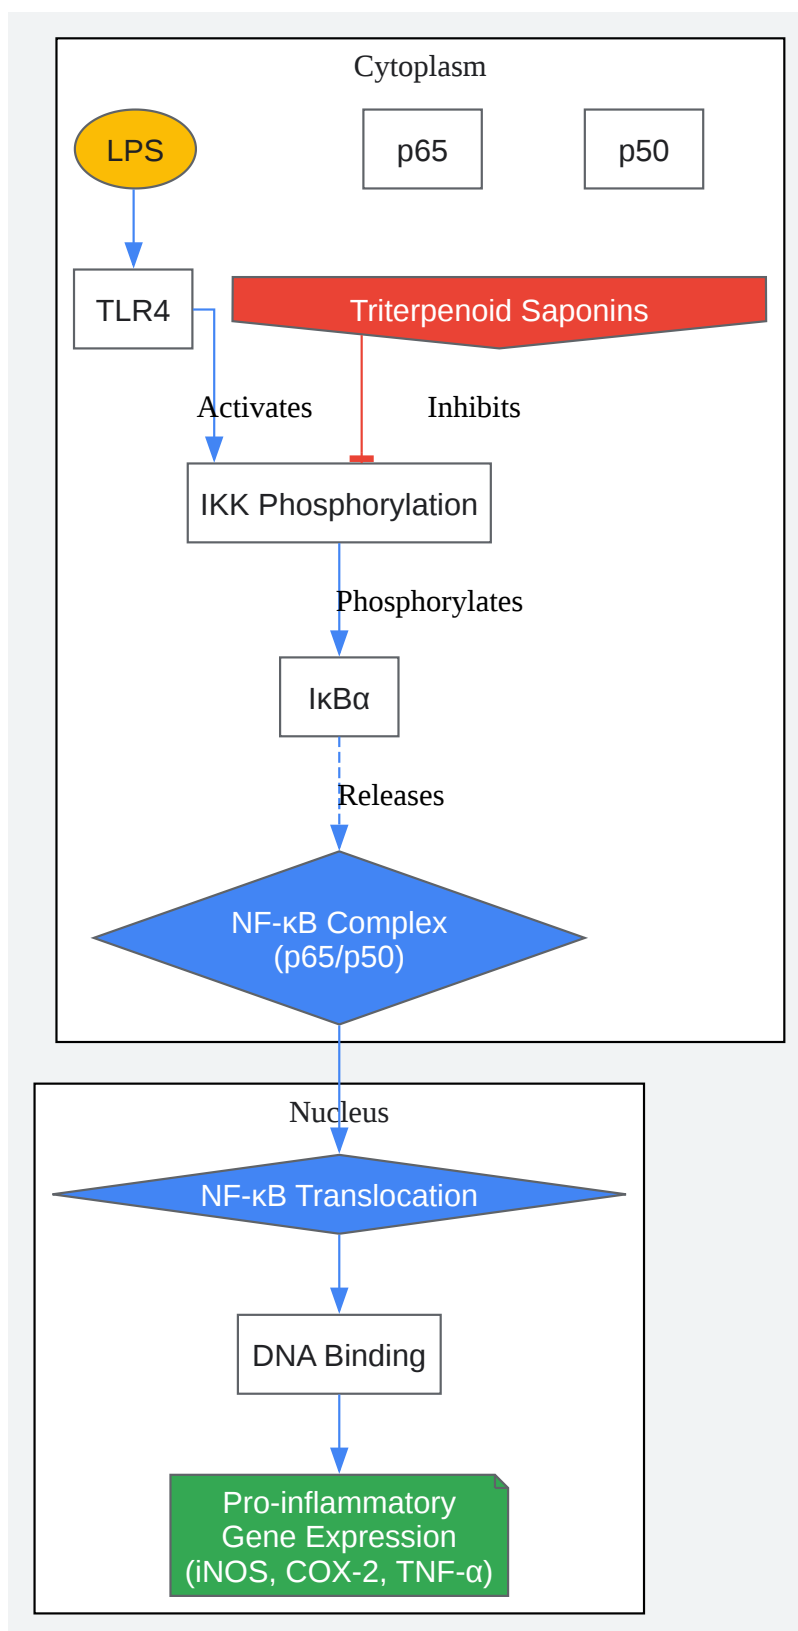 Cytoplasm
LPS
p65
p50
TLR4
Triterpenoid Saponins
Activates
Inhibits
IKK Phosphorylation
Phosphorylates
IκBα
Releases
NF-κB Complex
(p65/p50)
Nucleus
NF-κB Translocation
DNA Binding
Pro-inflammatory
Gene Expression
(iNOS, COX-2, TNF-α)